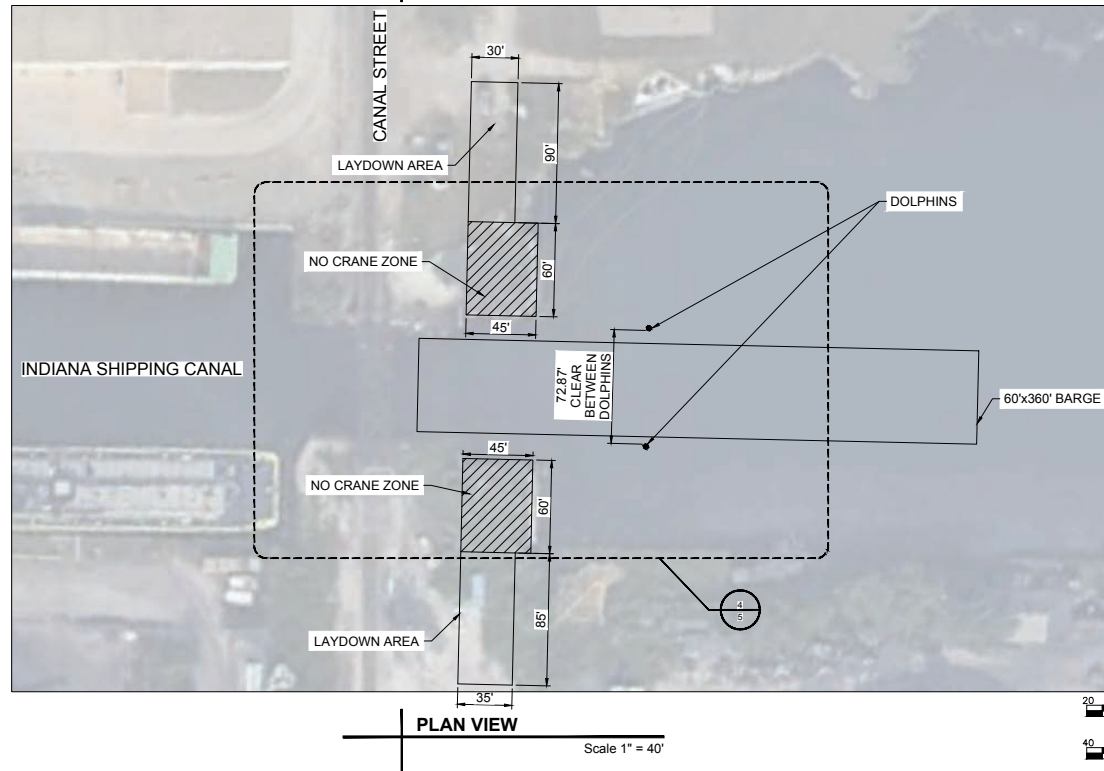 CANAL STREET
30'
LAYDOWN AREA
90'
DOLPHINS
NO CRANE ZONE
60'
45'
INDIANA SHIPPING CANAL
72.87'
CLEAR
BETWEEN
DOLPHINS
60'x360' BARGE
45'
NO CRANE ZONE
60'
4
5
LAYDOWN AREA
85'
35'
PLAN VIEW
Scale 1" = 40'
20
40